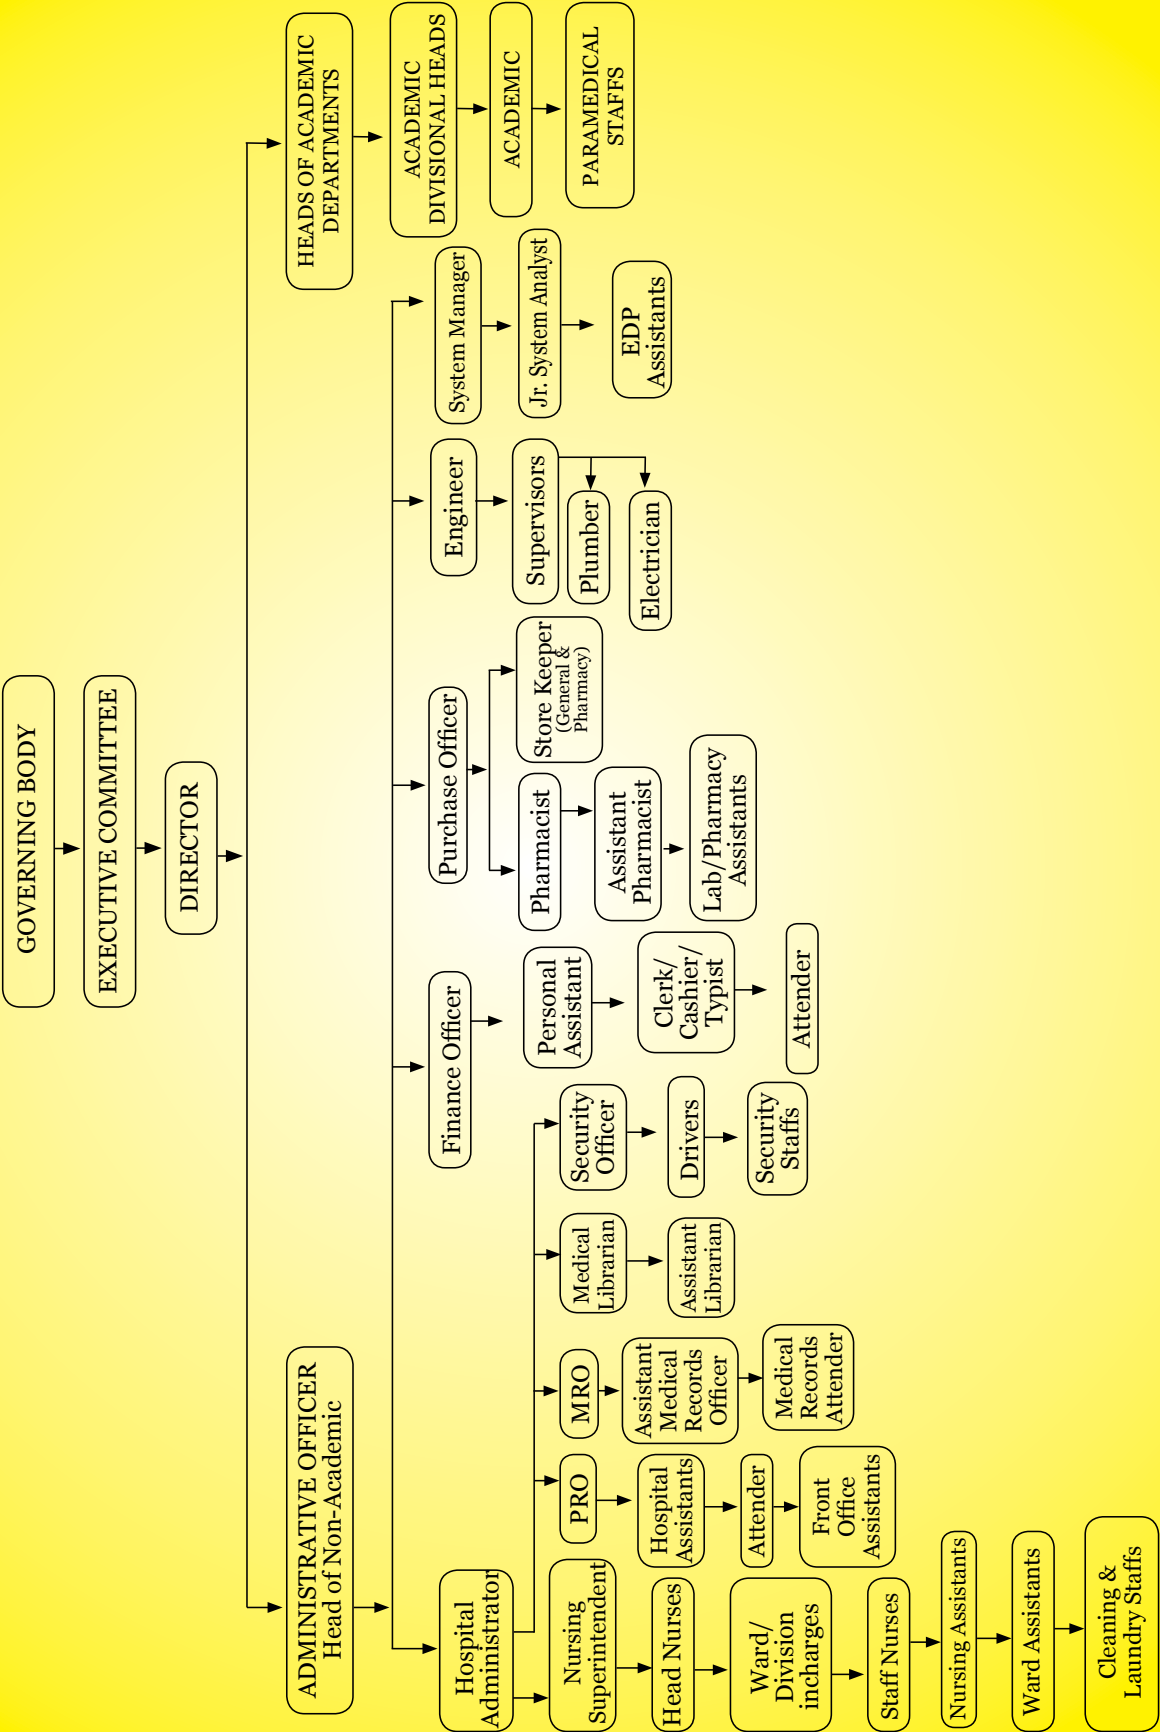 GOVERNING BODY
EXECUTIVE COMMITTEE
DIRECTOR
ADMINISTRATIVE OFFICER
Head of Non-Academic
HEADS OF ACADEMIC
DEPARTMENTS
ACADEMIC
DIVISIONAL HEADS
ACADEMIC
PARAMEDICAL
STAFFS
Hospital
Administrator
Finance Officer
Purchase Officer
Engineer
System Manager
Nursing
Superintendent
Head Nurses
Ward/
Division
incharges
Staff Nurses
Nursing Assistants
Ward Assistants
Cleaning &
Laundry Staffs
PRO
Hospital
Assistants
Attender
Front
Office
Assistants
MRO
Assistant
Medical
Records
Officer
Medical
Records
Attender
Medical
Librarian
Assistant
Librarian
Security
Officer
Drivers
Security
Staffs
Personal
Assistant
Clerk/
Cashier/
Typist
Attender
Pharmacist
Assistant
Pharmacist
Lab/Pharmacy
Assistants
Store Keeper
(General &
Pharmacy)
Supervisors
Plumber
Electrician
Jr. System Analyst
EDP
Assistants